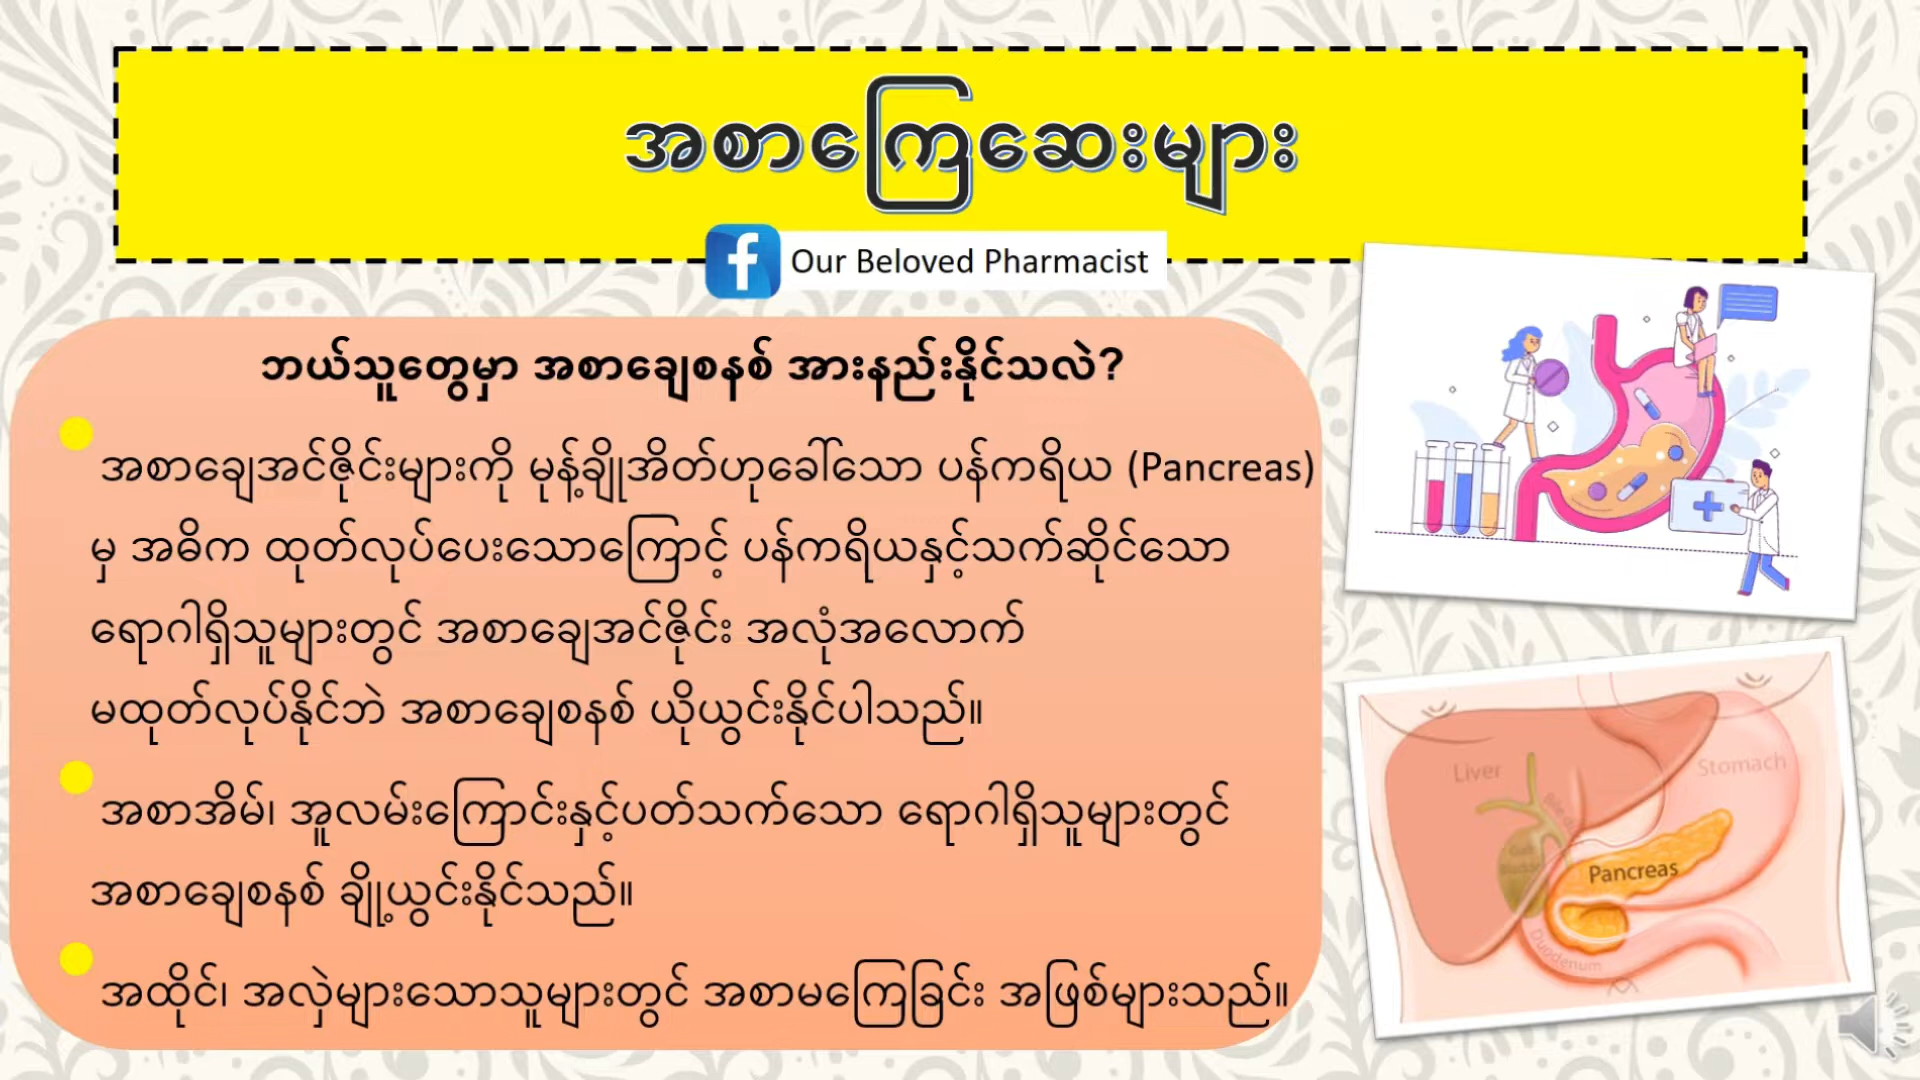 အစာကြေဆေးများ
Our Beloved Pharmacist
ဘယ်သူတွေမှာ အစာချေစနစ် အားနည်းနိုင်သလဲ?
အစာချေအင်ဇိုင်းများကို မုန့်ချိုအိတ်ဟုခေါ်သော ပန်ကရိယ (Pancreas)
မှ အဓိက ထုတ်လုပ်ပေးသောကြောင့် ပန်ကရိယနှင့်သက်ဆိုင်သော
ရောဂါရှိသူများတွင် အစာချေအင်ဇိုင်း အလုံအလောက်
မထုတ်လုပ်နိုင်ဘဲ အစာချေစနစ် ယိုယွင်းနိုင်ပါသည်။
အစာအိမ်၊ အူလမ်းကြောင်းနှင့်ပတ်သက်သော ရောဂါရှိသူများတွင်
အစာချေစနစ် ချို့ယွင်းနိုင်သည်။
အထိုင်၊ အလှဲများသောသူများတွင် အစာမကြေခြင်း အဖြစ်များသည်။
Liver
Stomach
Bile duct
Gall
Bladder
Pancreas
Duodenum